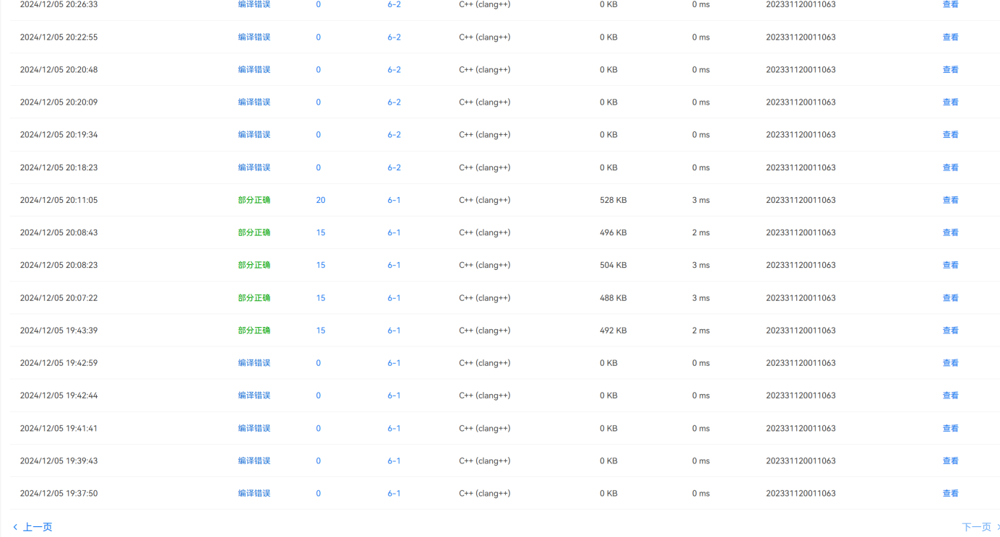 2024/12/05 20:26:33 编译错误 0 6-2 C++ (clang++) 0 KB 0 ms 202331120011063 查看
2024/12/05 20:22:55 编译错误 0 6-2 C++ (clang++) 0 KB 0 ms 202331120011063 查看
2024/12/05 20:20:48 编译错误 0 6-2 C++ (clang++) 0 KB 0 ms 202331120011063 查看
2024/12/05 20:20:09 编译错误 0 6-2 C++ (clang++) 0 KB 0 ms 202331120011063 查看
2024/12/05 20:19:34 编译错误 0 6-2 C++ (clang++) 0 KB 0 ms 202331120011063 查看
2024/12/05 20:18:23 编译错误 0 6-2 C++ (clang++) 0 KB 0 ms 202331120011063 查看
2024/12/05 20:11:05 部分正确 20 6-1 C++ (clang++) 528 KB 3 ms 202331120011063 查看
2024/12/05 20:08:43 部分正确 15 6-1 C++ (clang++) 496 KB 2 ms 202331120011063 查看
2024/12/05 20:08:23 部分正确 15 6-1 C++ (clang++) 504 KB 3 ms 202331120011063 查看
2024/12/05 20:07:22 部分正确 15 6-1 C++ (clang++) 488 KB 3 ms 202331120011063 查看
2024/12/05 19:43:39 部分正确 15 6-1 C++ (clang++) 492 KB 2 ms 202331120011063 查看
2024/12/05 19:42:59 编译错误 0 6-1 C++ (clang++) 0 KB 0 ms 202331120011063 查看
2024/12/05 19:42:44 编译错误 0 6-1 C++ (clang++) 0 KB 0 ms 202331120011063 查看
2024/12/05 19:41:41 编译错误 0 6-1 C++ (clang++) 0 KB 0 ms 202331120011063 查看
2024/12/05 19:39:43 编译错误 0 6-1 C++ (clang++) 0 KB 0 ms 202331120011063 查看
2024/12/05 19:37:50 编译错误 0 6-1 C++ (clang++) 0 KB 0 ms 202331120011063 查看
上一页 下一页